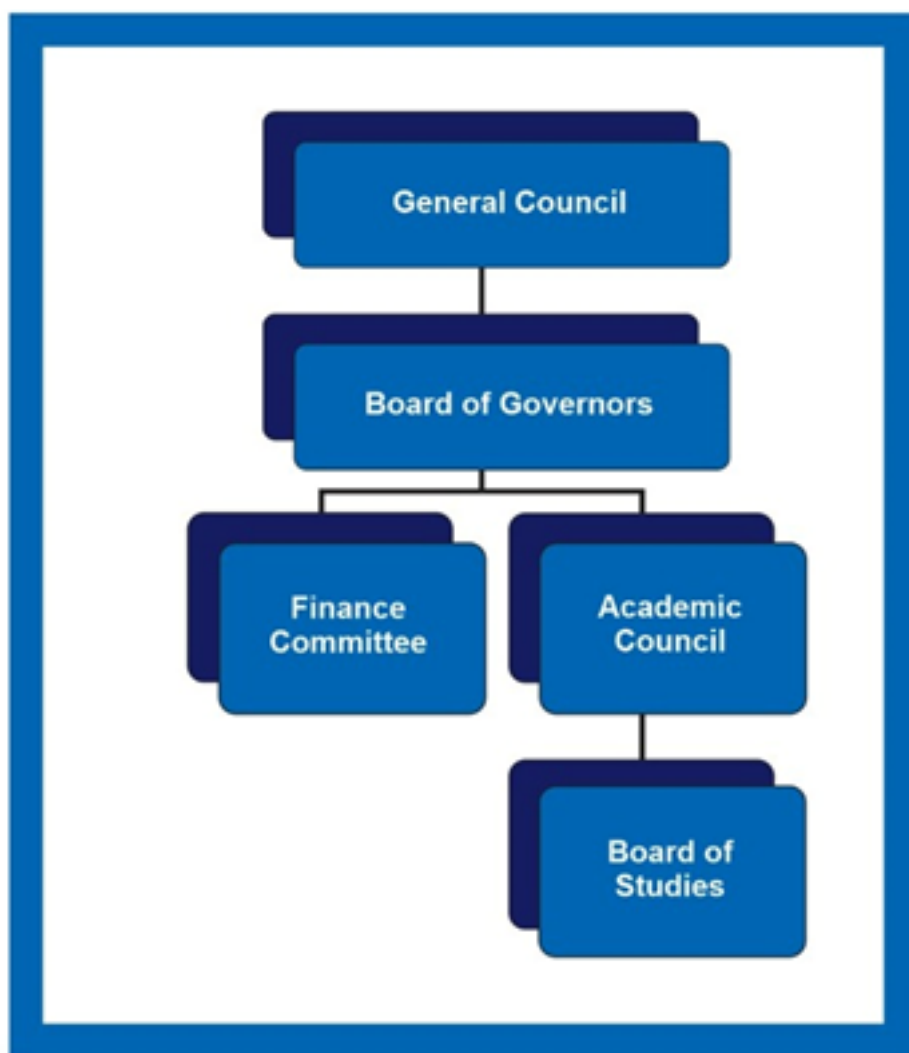 General Council
Board of Governors
Finance
Committee
Academic
Council
Board of
Studies